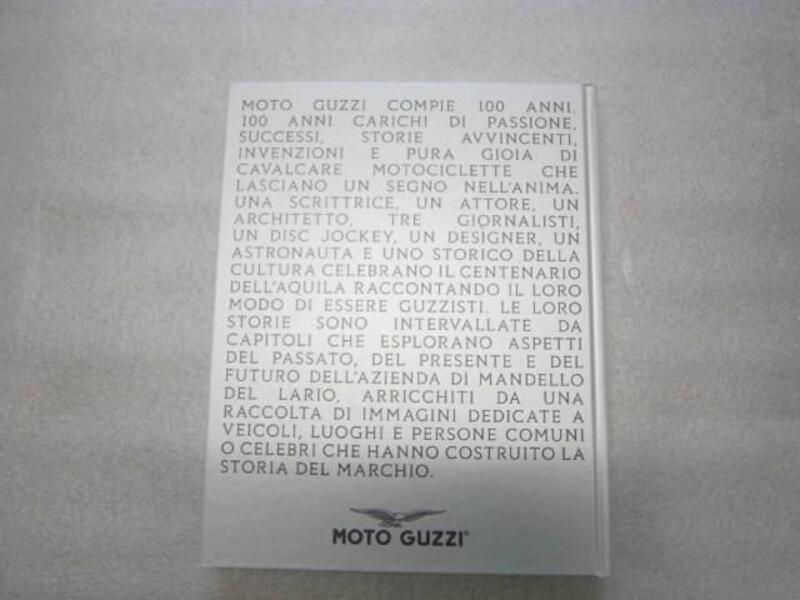 MOTO GUZZI COMPIE 100 ANNI.
100 ANNI CARICHI DI PASSIONE,
SUCCESSI, STORIE AVVINCENTI,
INVENZIONI E PURA GIOIA DI
CAVALCARE MOTOCICLETTE CHE
LASCIANO UN SEGNO NELL'ANIMA.
UNA SCRITTRICE, UN ATTORE, UN
ARCHITETTO, TRE GIORNALISTI,
UN DISC JOCKEY, UN DESIGNER, UN
ASTRONAUTA E UNO STORICO DELLA
CULTURA CELEBRANO IL CENTENARIO
DELL'AQUILA RACCONTANDO IL LORO
MODO DI ESSERE GUZZISTI. LE LORO
STORIE SONO INTERVALLATE DA
CAPITOLI CHE ESPLORANO ASPETTI
DEL PASSATO, DEL PRESENTE E DEL
FUTURO DELL'AZIENDA DI MANDELLO
DEL LARIO, ARRICCHITI DA UNA
RACCOLTA DI IMMAGINI DEDICATE A
VEICOLI, LUOGHI E PERSONE COMUNI
O CELEBRI CHE HANNO COSTRUITO LA
STORIA DEL MARCHIO.
MOTO GUZZI®